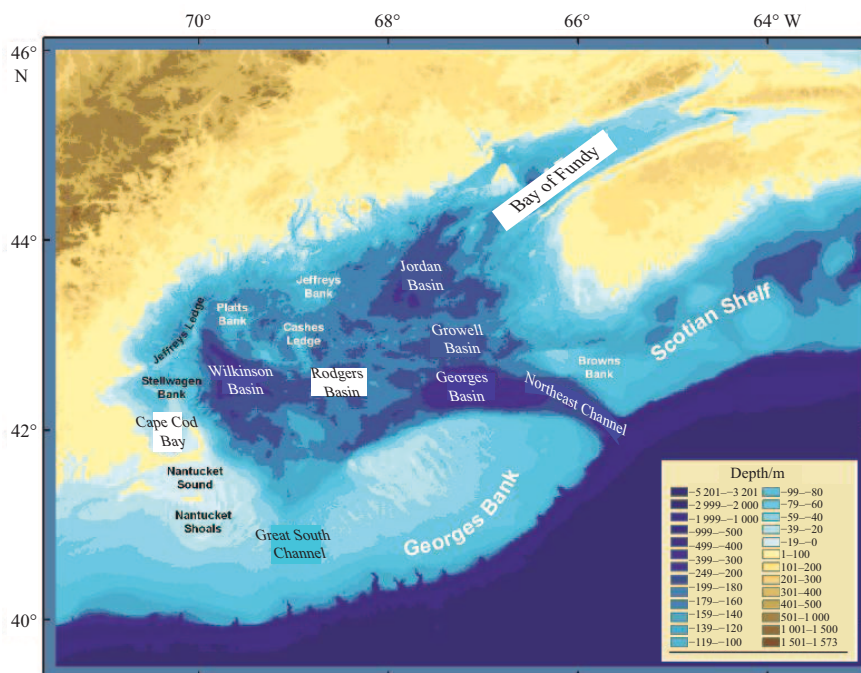 70°
68°
66°
64° W
46°
N
44°
42°
40°
Bay of Fundy
Jordan
Basin
Jeffreys
Bank
Platts
Bank
Jeffreys Ledge
Cashes
Ledge
Growell
Basin
Scotian Shelf
Browns
Bank
Wilkinson
Basin
Rodgers
Basin
Georges
Basin
Northeast Channel
Stellwagen
Bank
Cape Cod
Bay
Nantucket
Sound
Nantucket
Shoals
Great South
Channel
Georges Bank
Depth/m
−5 201–−3 201
−2 999–−2 000
−1 999–−1 000
−999–−500
−499–−400
−399–−300
−249–−200
−199–−180
−179–−160
−159–−140
−139–−120
−119–−100
−99–−80
−79–−60
−59–−40
−39–−20
−19–−0
1–100
101–200
201–300
301–400
401–500
501–1 000
1 001–1 500
1 501–1 573